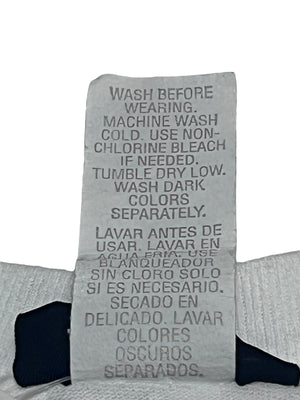 WASH BEFORE
WEARING.
MACHINE WASH
COLD. USE NON-
CHLORINE BLEACH
IF NEEDED.
TUMBLE DRY LOW.
WASH DARK
COLORS
SEPARATELY.
LAVAR ANTES DE
USAR. LAVAR EN
AGUA FRIA. USE
BLANQUEADOR
SIN CLORO SOLO
SI ES NECESARIO.
SECADO EN
DELICADO. LAVAR
COLORES
OSCUROS
SEPARADOS.